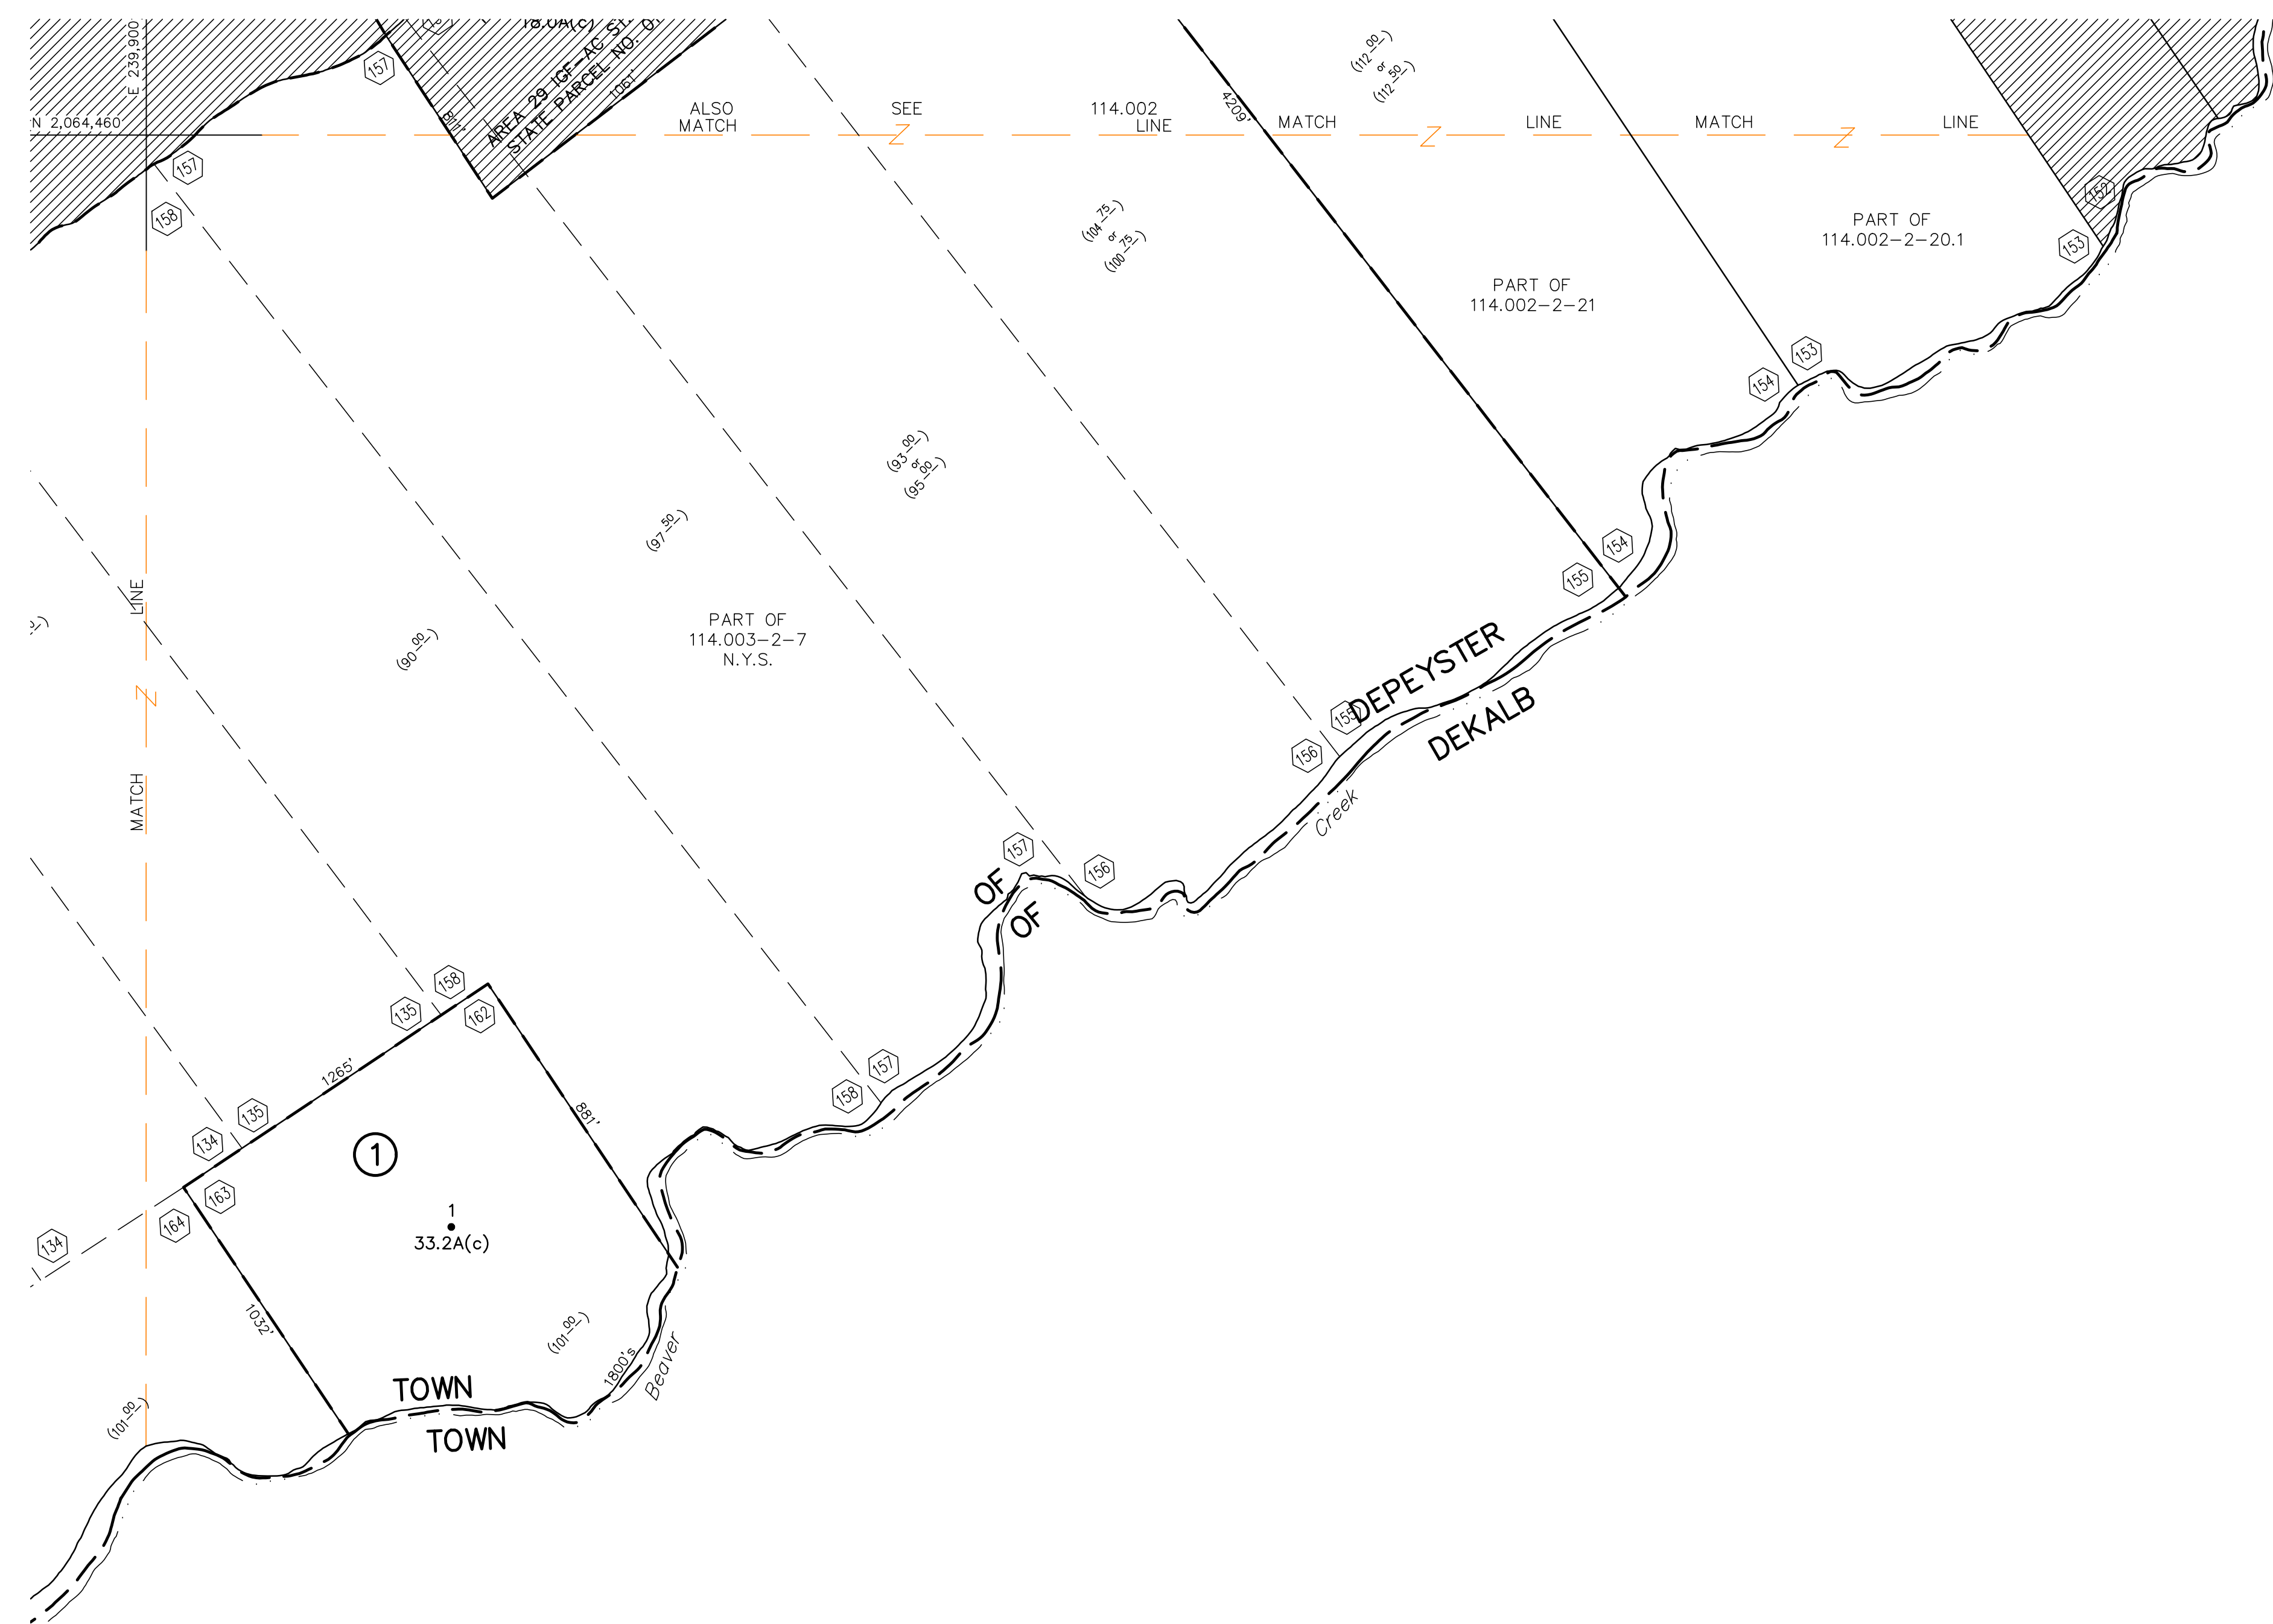 E 239,900
N 2,064,460
18.0A(c)
AREA 29 IGF-AC
STATE PARCEL NO.
811'
1061'
157
157
158
ALSO SEE 114.002
MATCH LINE
MATCH
LINE
MATCH
LINE
4209'
(112.00)
or
(112.50)
152
153
PART OF
114.002-2-20.1
(104.75)
or
(100.75)
PART OF
114.002-2-21
153
154
(93.00)
or
(95.00)
(97.50)
154
155
LINE
MATCH
(90.00)
PART OF
114.003-2-7
N.Y.S.
155
156
DEPEYSTER
DEKALB
Creek
157
156
OF
OF
158
135
162
1265'
881'
157
158
135
134
163
164
134
1
1
33.2A(c)
1032'
(101.00)
1800's
Beaver
(101.00)
TOWN
TOWN